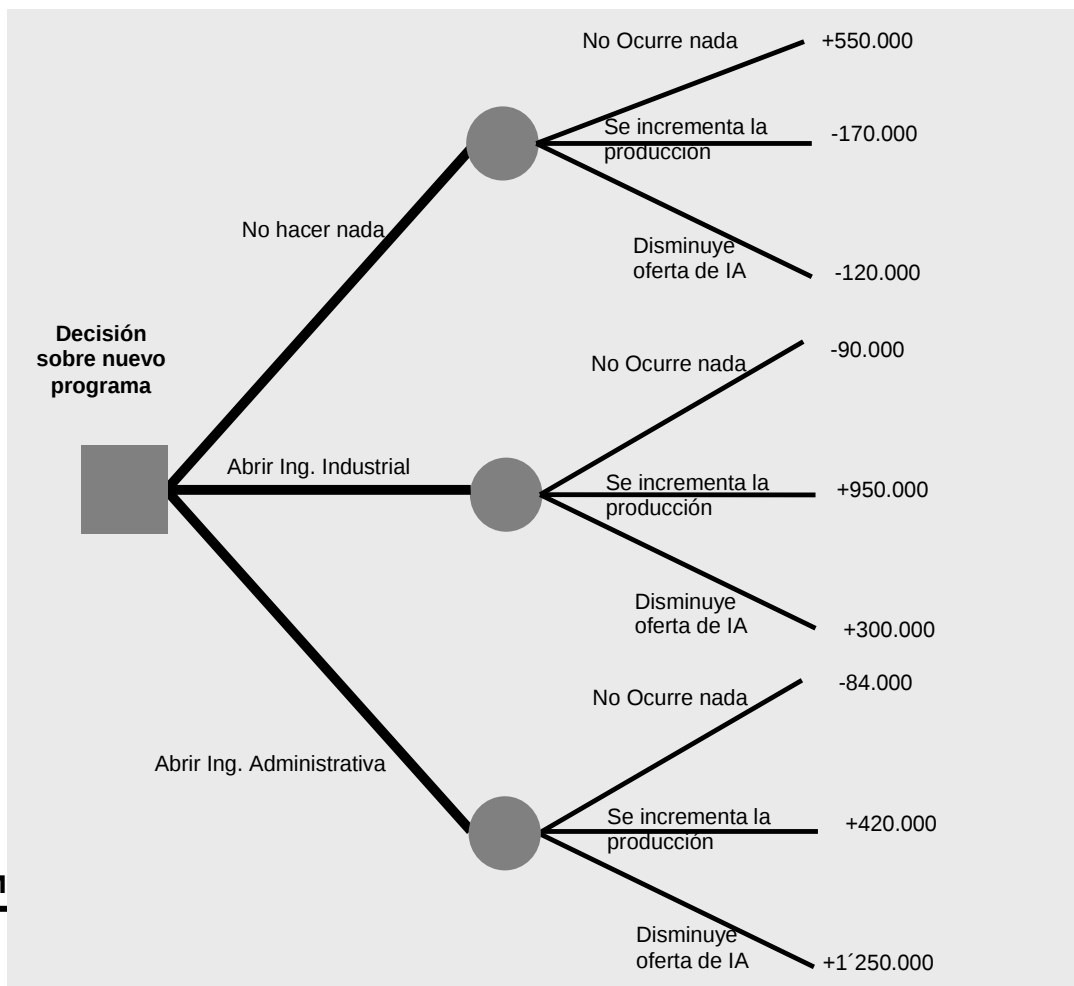 No Ocurre nada
+550.000
Se incrementa la
producción
-170.000
No hacer nada
Disminuye
oferta de IA
-120.000
Decisión
sobre nuevo
programa
No Ocurre nada
-90.000
Abrir Ing. Industrial
Se incrementa la
producción
+950.000
Disminuye
oferta de IA
+300.000
No Ocurre nada
-84.000
Abrir Ing. Administrativa
Se incrementa la
producción
+420.000
Disminuye
oferta de IA
+1´250.000